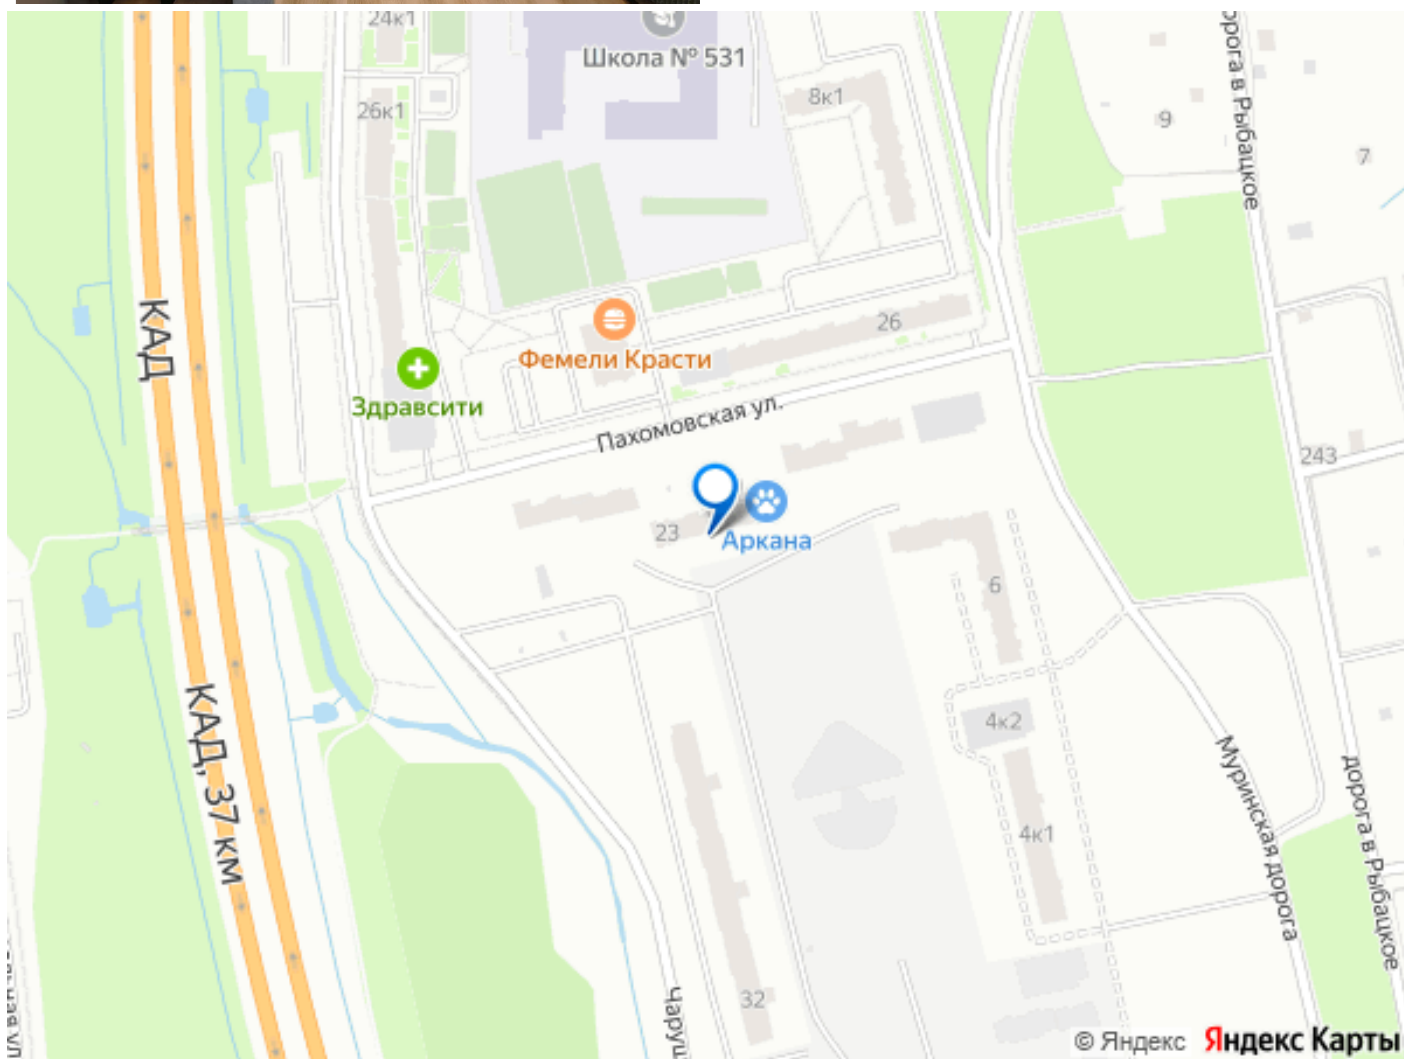 24к1
Школа № 531
26к1
8к1
9
7
дорога в Рыбацкое
КАД
Фемели Красти
26
Здравсити
Пахомовская ул.
243
23
Аркана
6
4к2
КАД, 37 км
4к1
Муринская дорога
дорога в Рыбацкое
32
Чаруш
© Яндекс Яндекс Карты